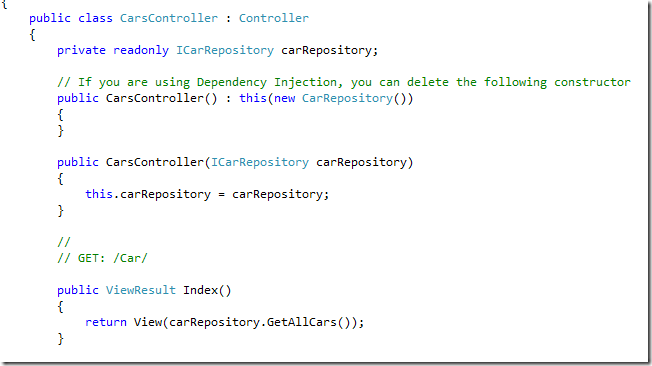 {
public class CarsController : Controller
{
private readonly ICarRepository carRepository;
// If you are using Dependency Injection, you can delete the following constructor
public CarsController() : this(new CarRepository())
{
}
public CarsController(ICarRepository carRepository)
{
this.carRepository = carRepository;
}
//
// GET: /Car/
public ViewResult Index()
{
return View(carRepository.GetAllCars());
}